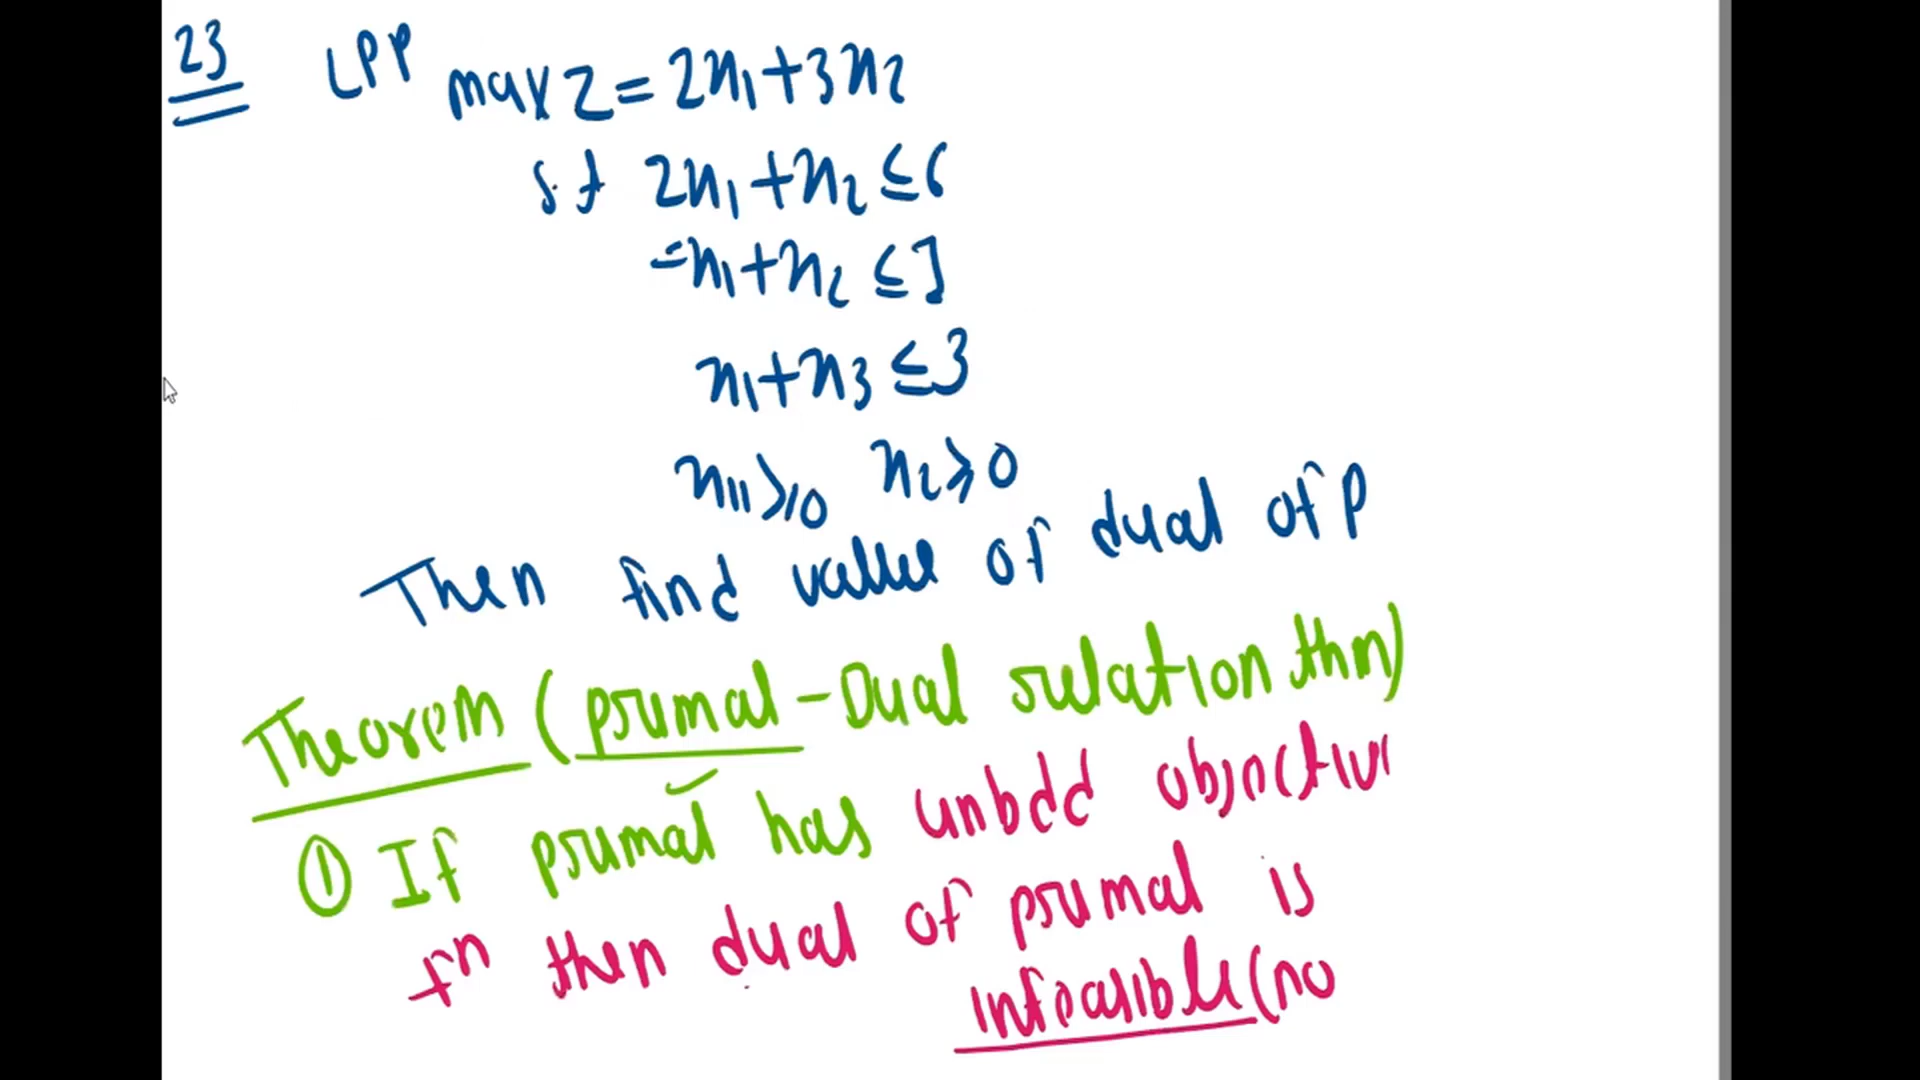 23 LPP max Z = 2x₁+3x₂
s.t 2x₁+x₂ ≤6
-x₁+x₂ ≤1
x₁+x₃ ≤3
x₁₁≥10 x₂≥0
Then find value of dual of P
Theorem (primal-Dual relation thm)
① If primal has unbdd objective
fn then dual of primal is
infeasible (no